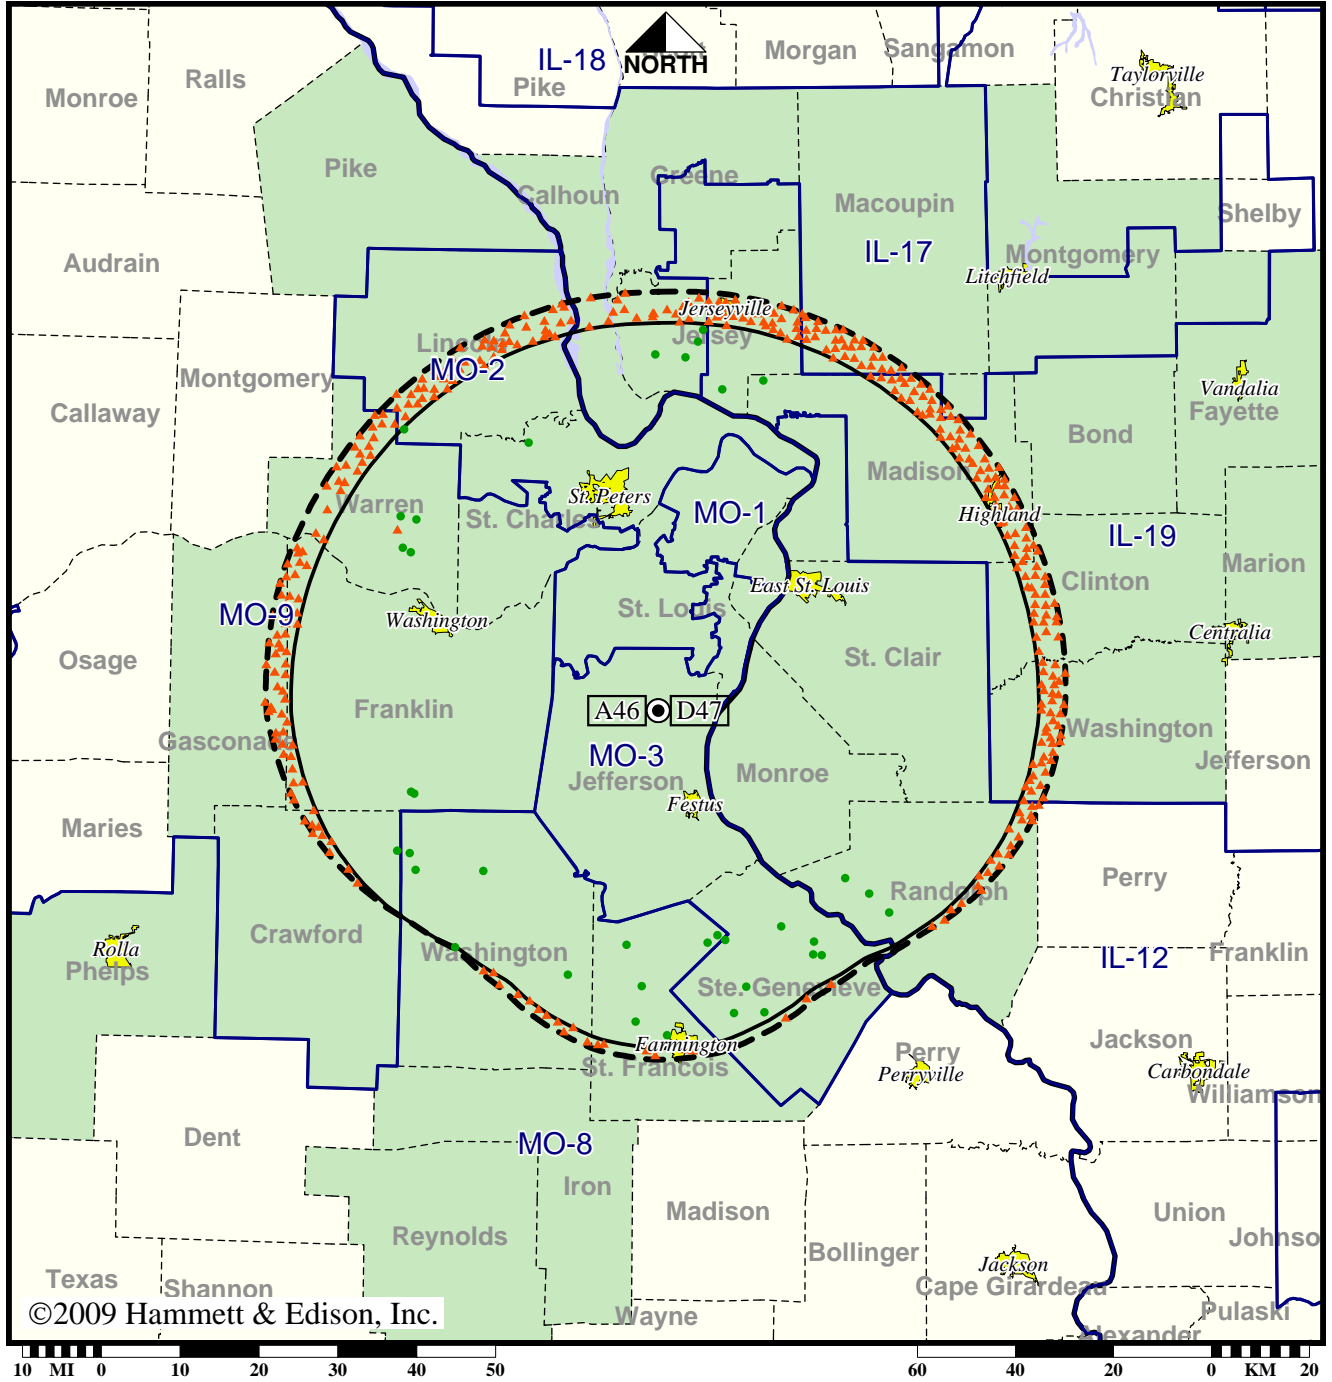 IL-18
NORTH
Morgan
Sangamon
Taylorville
Christian
Ralls
Monroe
Pike
Pike
Calhoun
Greene
Macoupin
Shelby
IL-17
Montgomery
Litchfield
Audrain
Jerseyville
Jersey
Lincoln
MO-2
Montgomery
Callaway
Vandalia
Fayette
Bond
Madison
Warren
St. Peters
St. Charles
MO-1
Highland
IL-19
Marion
Clinton
East St. Louis
St. Louis
MO-9
Washington
Centralia
Osage
St. Clair
Franklin
A46
D47
Washington
Gasconade
MO-3
Jefferson
Monroe
Jefferson
Festus
Maries
Perry
Randolph
Crawford
Rolla
Phelps
Washington
IL-12
Franklin
Ste. Genevieve
Farmington
St. Francois
Perry
Perryville
Jackson
Carbondale
Williamson
Dent
MO-8
Iron
Madison
Union
Reynolds
Bollinger
Johnso
Jackson
Cape Girardeau
Texas
Shannon
Pulaski
Wayne
Alexander
©2009 Hammett & Edison, Inc.
10 MI 0 10 20 30 40 50 60 40 20 0 KM 20